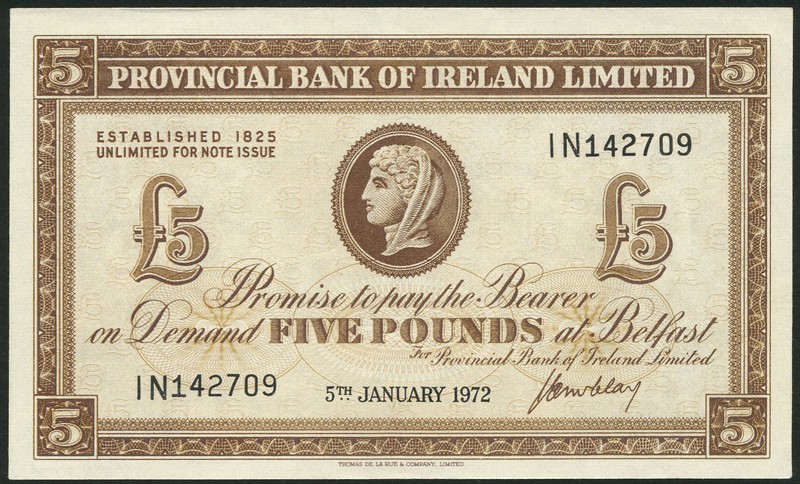 5 PROVINCIAL BANK OF IRELAND LIMITED 5
ESTABLISHED 1825
UNLIMITED FOR NOTE ISSUE
IN142709
£5 £5
Promise to pay the Bearer
on Demand FIVE POUNDS at Belfast
For Provincial Bank of Ireland Limited
IN142709
5TH JANUARY 1972
5 5
THOMAS DE LA RUE & COMPANY, LIMITED